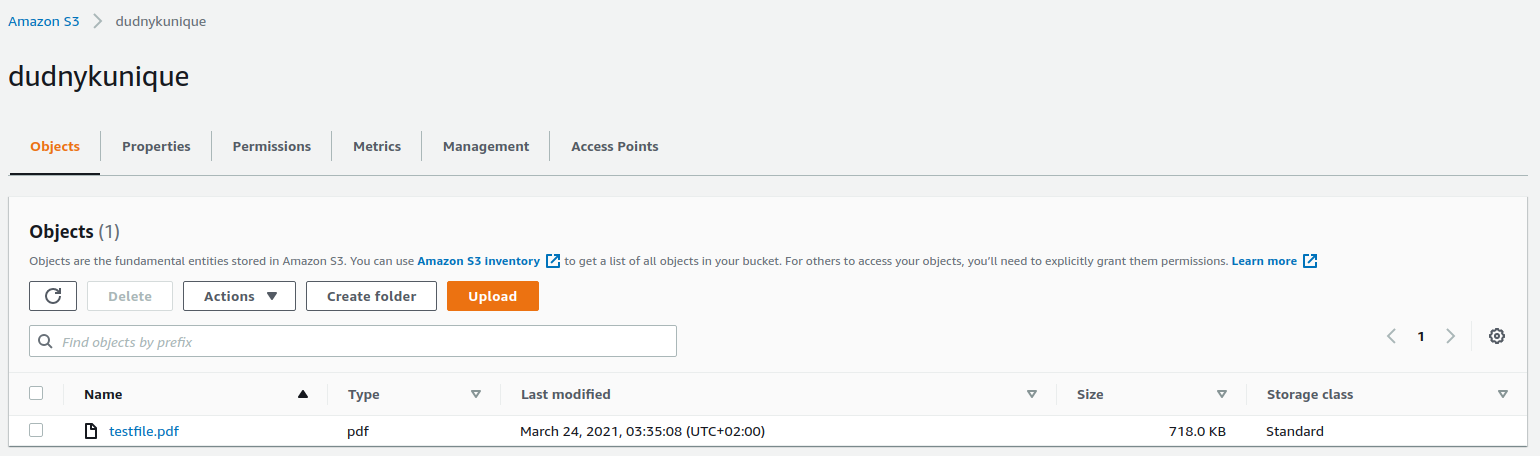 Amazon S3 > dudnykunique
dudnykunique
Objects Properties Permissions Metrics Management Access Points
Objects (1)
Objects are the fundamental entities stored in Amazon S3. You can use Amazon S3 inventory to get a list of all objects in your bucket. For others to access your objects, you'll need to explicitly grant them permissions. Learn more
Delete Actions Create folder Upload
Find objects by prefix 1
Name Type Last modified Size Storage class
testfile.pdf pdf March 24, 2021, 03:35:08 (UTC+02:00) 718.0 KB Standard